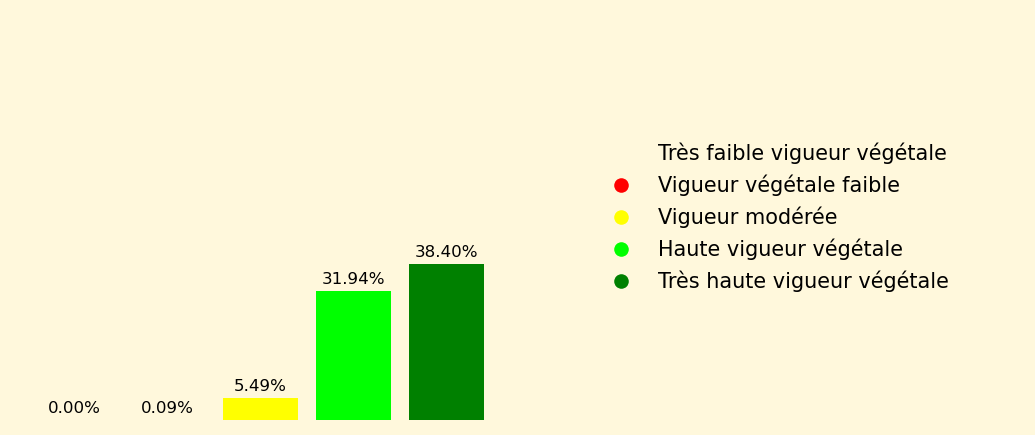 0.00%
0.09%
5.49%
31.94%
38.40%
Très faible vigueur végétale
Vigueur végétale faible
Vigueur modérée
Haute vigueur végétale
Très haute vigueur végétale